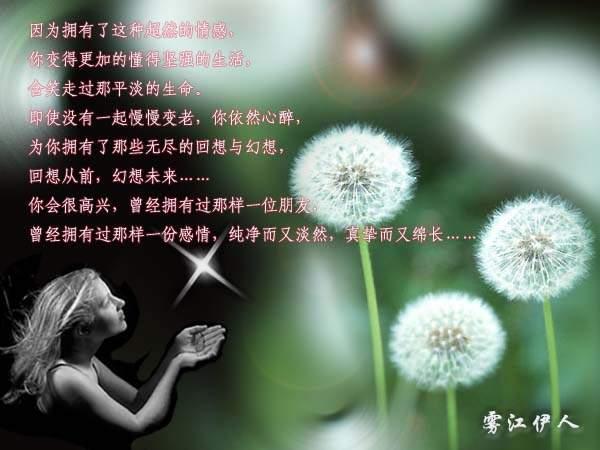 因为拥有了这种超然的情感，
你变得更加的懂得坚强的生活，
含笑走过那平淡的生命。
即使没有一起慢慢变老，你依然心醉，
为你拥有了那些无尽的回想与幻想，
回想从前，幻想未来……
你会很高兴，曾经拥有过那样一位朋友，
曾经拥有过那样一份感情，纯净而又淡然，真挚而又绵长……
雾江伊人